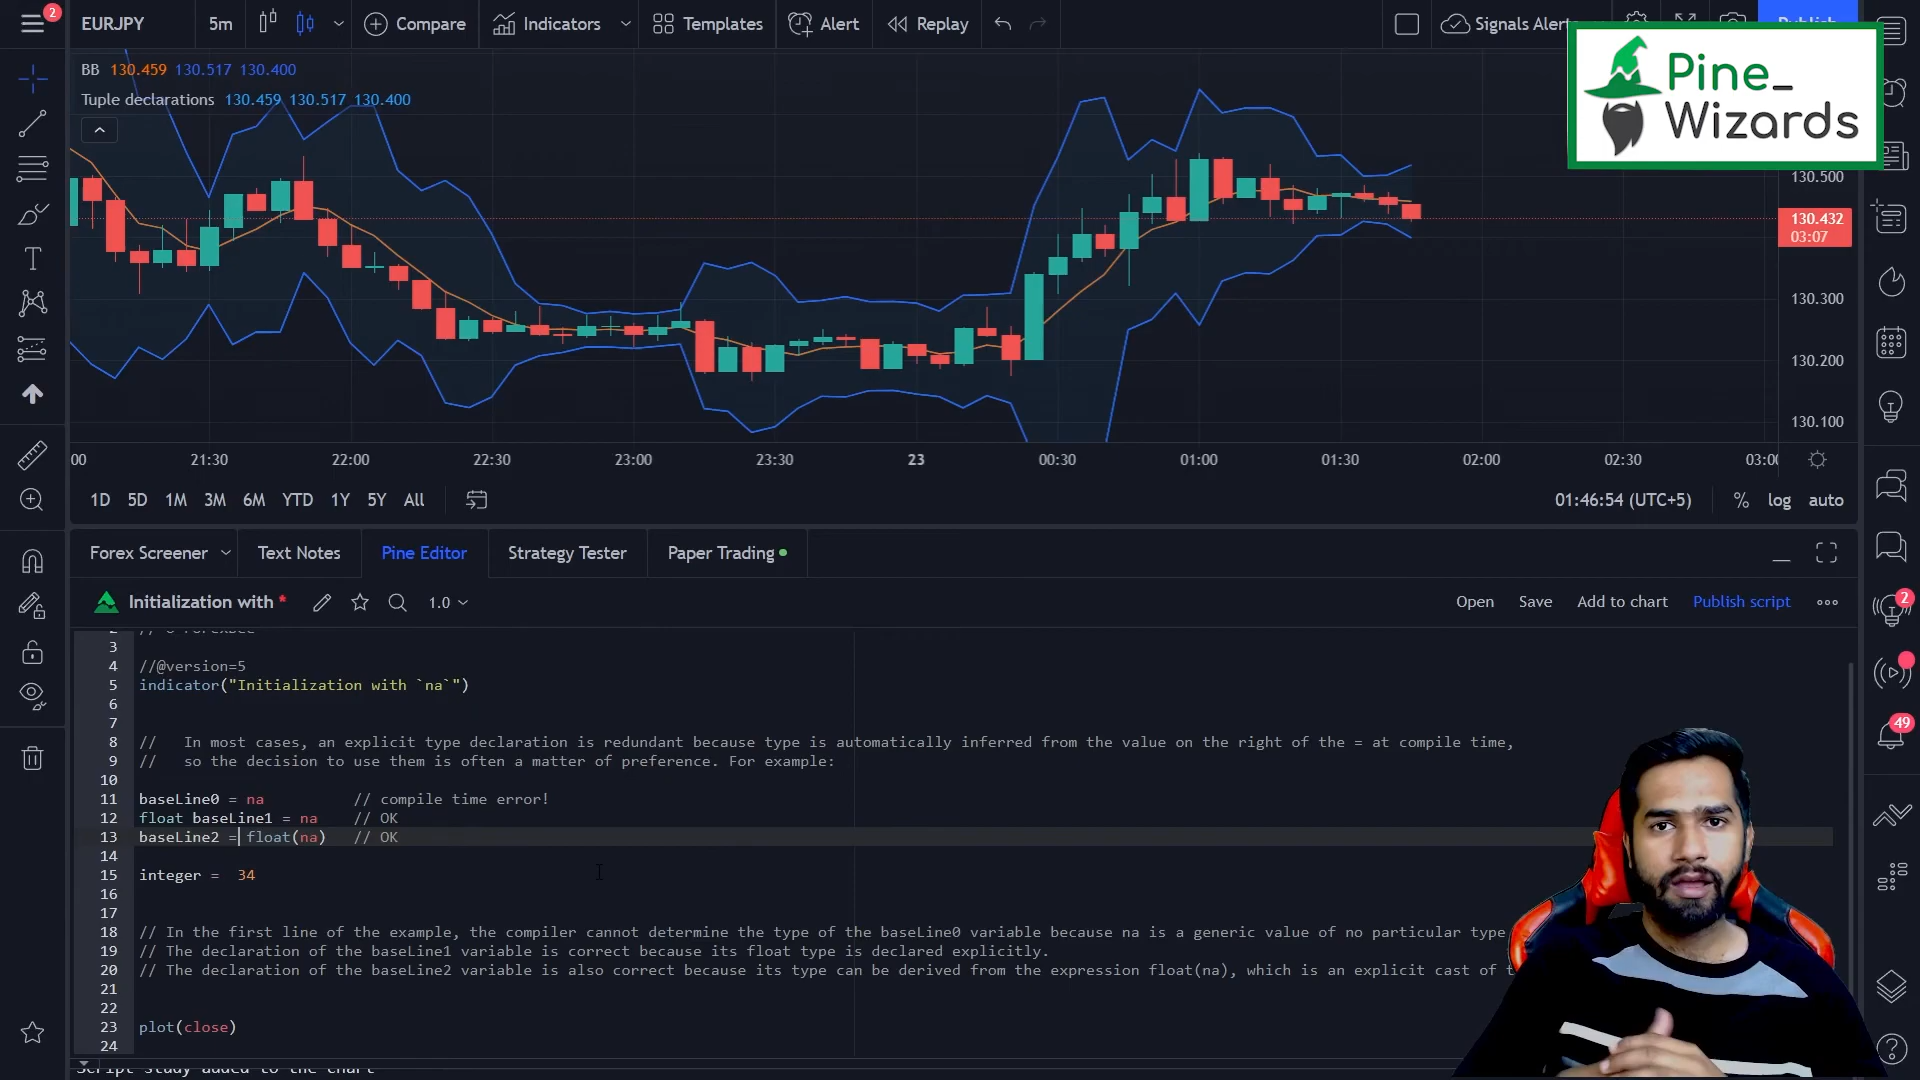 2
EURJPY
5m
Compare
Indicators
Templates
Alert
Replay
Signals Alert
Pine_
Wizards
BB 130.459 130.517 130.400
Tuple declarations 130.459 130.517 130.400
130.500
130.432
03:07
130.300
130.200
130.100
00 21:30 22:00 22:30 23:00 23:30 23 00:30 01:00 01:30 02:00 02:30 03:00
1D 5D 1M 3M 6M YTD 1Y 5Y All
01:46:54 (UTC+5) % log auto
Forex Screener Text Notes Pine Editor Strategy Tester Paper Trading
Initialization with * 1.0
Open Save Add to chart Publish script
2
49
3
4 //@version=5
5 indicator("Initialization with `na`")
6
7
8 // In most cases, an explicit type declaration is redundant because type is automatically inferred from the value on the right of the = at compile time,
9 // so the decision to use them is often a matter of preference. For example:
10
11 baseLine0 = na // compile time error!
12 float baseLine1 = na // OK
13 baseLine2 = float(na) // OK
14
15 integer = 34
16
17
18 // In the first line of the example, the compiler cannot determine the type of the baseLine0 variable because na is a generic value of no particular type
19 // The declaration of the baseLine1 variable is correct because its float type is declared explicitly.
20 // The declaration of the baseLine2 variable is also correct because its type can be derived from the expression float(na), which is an explicit cast of
21
22
23 plot(close)
24
Script study added to the chart